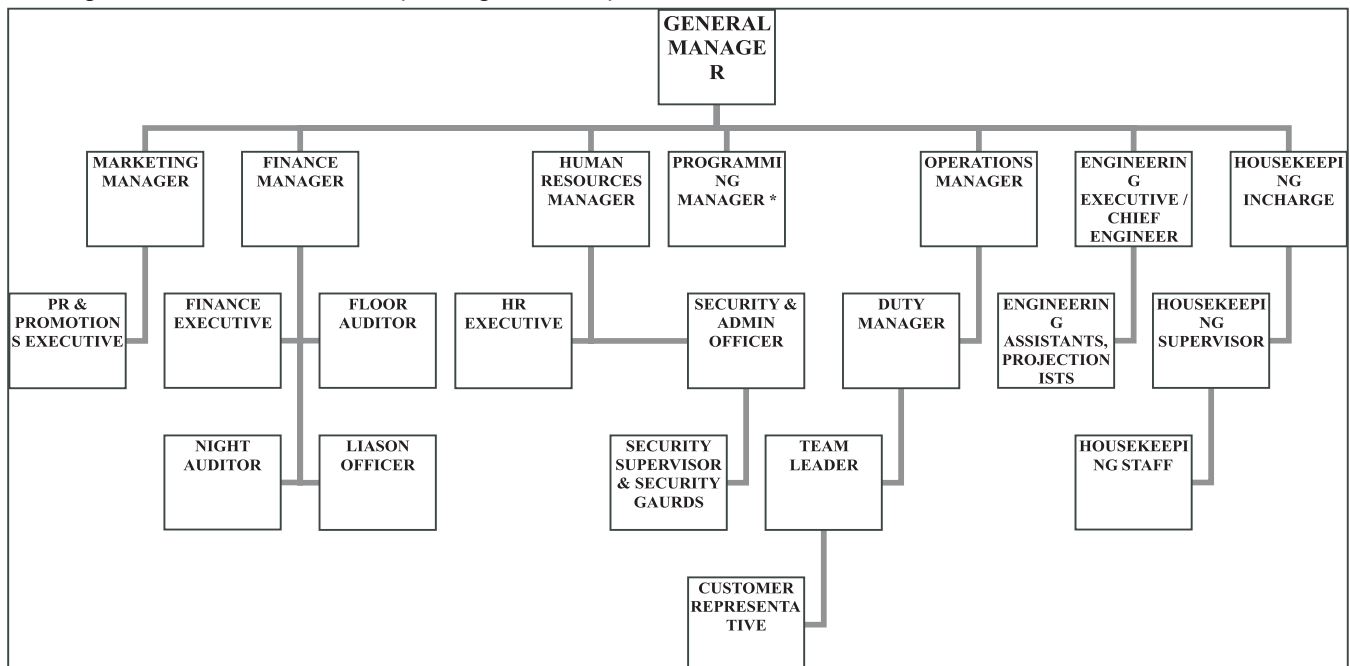 GENERAL
MANAGE
R
MARKETING
MANAGER
FINANCE
MANAGER
HUMAN
RESOURCES
MANAGER
PROGRAMMI
NG
MANAGER *
OPERATIONS
MANAGER
ENGINEERIN
G
EXECUTIVE /
CHIEF
ENGINEER
HOUSEKEEPI
NG
INCHARGE
PR &
PROMOTION
S EXECUTIVE
FINANCE
EXECUTIVE
FLOOR
AUDITOR
HR
EXECUTIVE
SECURITY &
ADMIN
OFFICER
DUTY
MANAGER
ENGINEERIN
G
ASSISTANTS,
PROJECTION
ISTS
HOUSEKEEPI
NG
SUPERVISOR
NIGHT
AUDITOR
LIASON
OFFICER
SECURITY
SUPERVISOR
& SECURITY
GAURDS
TEAM
LEADER
HOUSEKEEPI
NG STAFF
CUSTOMER
REPRESENTA
TIVE